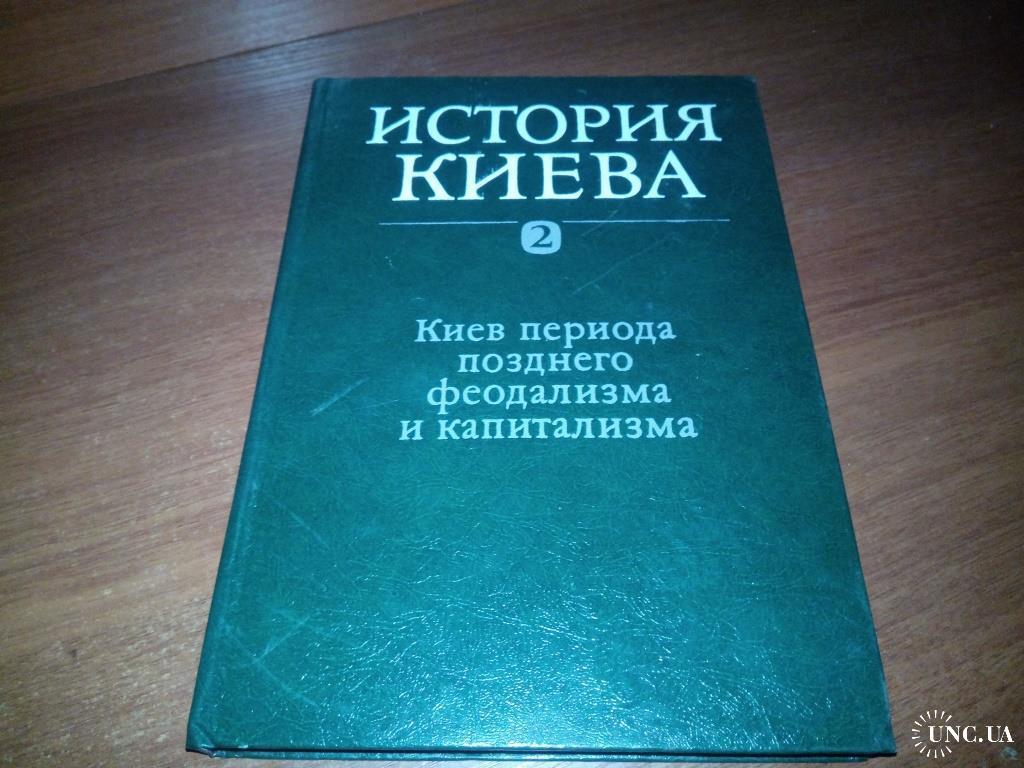 ИСТОРИЯ
КИЕВА
2
Киев периода
позднего
феодализма
и капитализма
UNC.UA